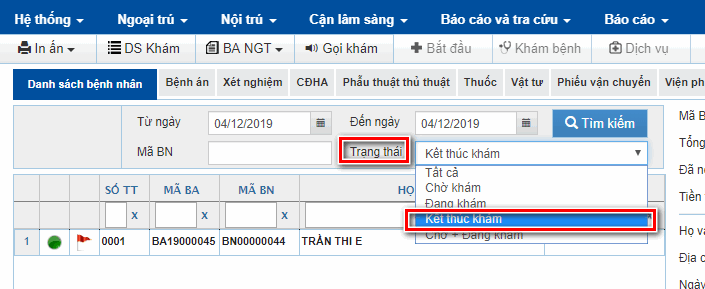 Hệ thống Ngoại trú Nội trú Cận lâm sàng Báo cáo và tra cứu Báo cáo
In ấn DS Khám BA NGT Gọi khám Bắt đầu Khám bệnh Dịch vụ
Danh sách bệnh nhân Bệnh án Xét nghiệm CĐHA Phẫu thuật thủ thuật Thuốc Vật tư Phiếu vận chuyển Viện ph
Từ ngày 04/12/2019 Đến ngày 04/12/2019 Tìm kiếm
Mã B
Mã BN Trạng thái Kết thúc khám
Tổng
Tất cả
Đã n
Chờ khám
Đang khám
Tiền
Kết thúc khám
Chờ + Đang khám
SỐ TT MÃ BA MÃ BN HỌ
x x x
1 0001 BA19000045 BN00000044 TRẦN THI E
Họ và
Địa c
Ngày